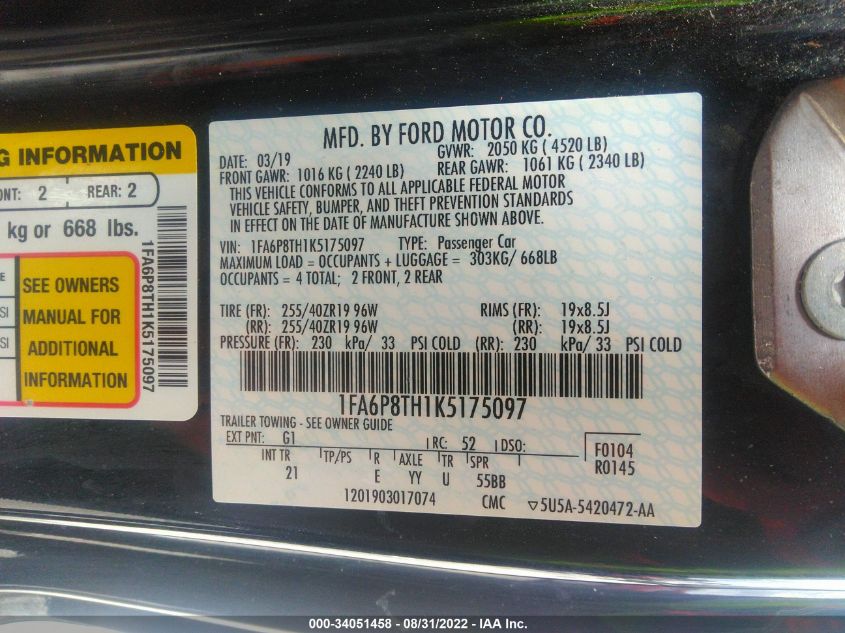 G INFORMATION
ONT: 2 REAR: 2
kg or 668 lbs.
SEE OWNERS
MANUAL FOR
ADDITIONAL
INFORMATION
1FA6P8TH1K5175097
MFD. BY FORD MOTOR CO.
DATE: 03/19 GVWR: 2050 KG ( 4520 LB)
FRONT GAWR: 1016 KG ( 2240 LB) REAR GAWR: 1061 KG ( 2340 LB)
THIS VEHICLE CONFORMS TO ALL APPLICABLE FEDERAL MOTOR
VEHICLE SAFETY, BUMPER, AND THEFT PREVENTION STANDARDS
IN EFFECT ON THE DATE OF MANUFACTURE SHOWN ABOVE.
VIN: 1FA6P8TH1K5175097 TYPE: Passenger Car
MAXIMUM LOAD = OCCUPANTS + LUGGAGE = 303KG/ 668LB
OCCUPANTS = 4 TOTAL; 2 FRONT, 2 REAR
TIRE (FR): 255/40ZR19 96W RIMS (FR): 19x8.5J
(RR): 255/40ZR19 96W (RR): 19x8.5J
PRESSURE (FR): 230 kPa/ 33 PSI COLD (RR): 230 kPa/ 33 PSI COLD
1FA6P8TH1K5175097
TRAILER TOWING - SEE OWNER GUIDE
EXT PNT: G1 RC: 52 DSO: F0104
R0145
INT TR TP/PS R AXLE TR SPR
21 E YY U 55BB
1201903017074 CMC ▽5U5A-5420472-AA
000-34051458 - 08/31/2022 - IAA Inc.